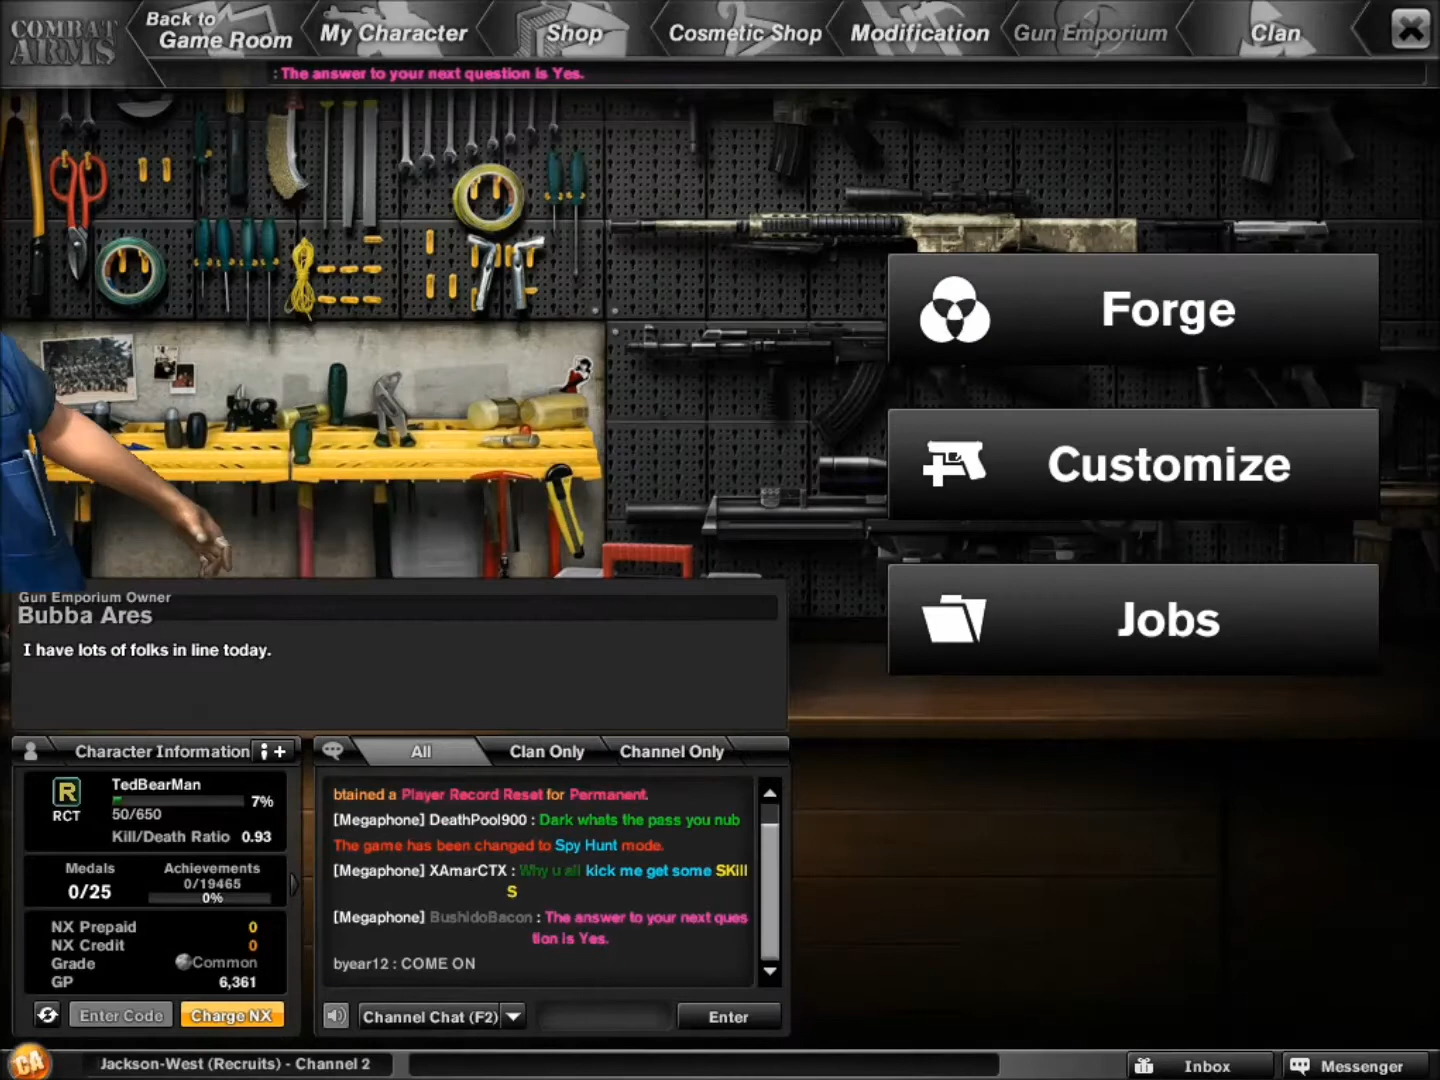 COMBAT ARMS
Back to Game Room
My Character
Shop
Cosmetic Shop
Modification
Gun Emporium
Clan
: The answer to your next question is Yes.
Forge
Customize
Jobs
Gun Emporium Owner
Bubba Ares
I have lots of folks in line today.
Character Information
R
RCT
TedBearMan
7%
50/650
Kill/Death Ratio 0.93
Medals
0/25
Achievements
0/19465
0%
NX Prepaid 0
NX Credit 0
Grade Common
GP 6,361
Enter Code
Charge NX
All
Clan Only
Channel Only
btained a Player Record Reset for Permanent.
[Megaphone] DeathPool900 : Dark whats the pass you nub
The game has been changed to Spy Hunt mode.
[Megaphone] XAmarCTX : Why u all kick me get some SKill
S
[Megaphone] BushidoBacon : The answer to your next ques
tion is Yes.
byear12 : COME ON
Channel Chat (F2)
Enter
CA
Jackson-West (Recruits) - Channel 2
Inbox
Messenger